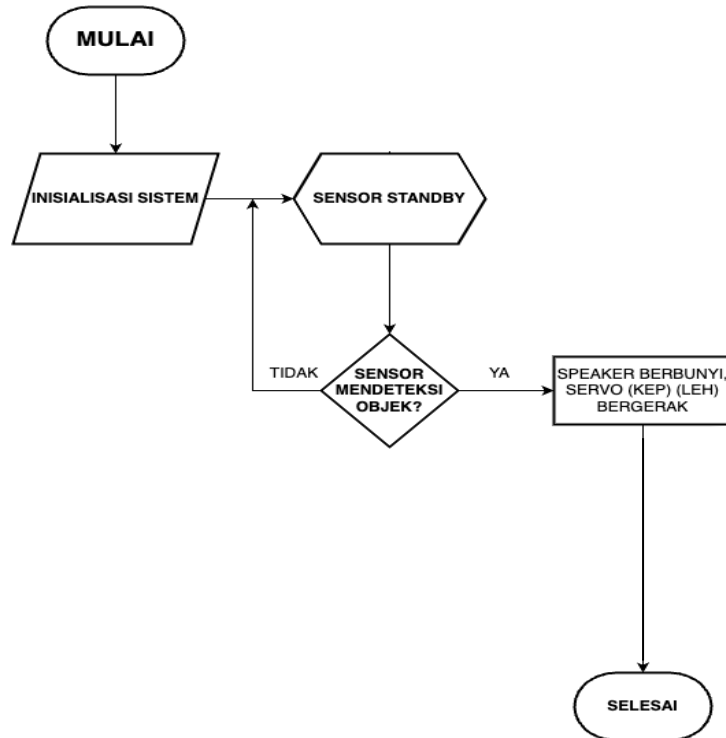 MULAI
INISIALISASI SISTEM
SENSOR STANDBY
TIDAK
SENSOR
MENDETEKSI
OBJEK?
YA
SPEAKER BERBUNYI,
SERVO (KEP) (LEH)
BERGERAK
SELESAI